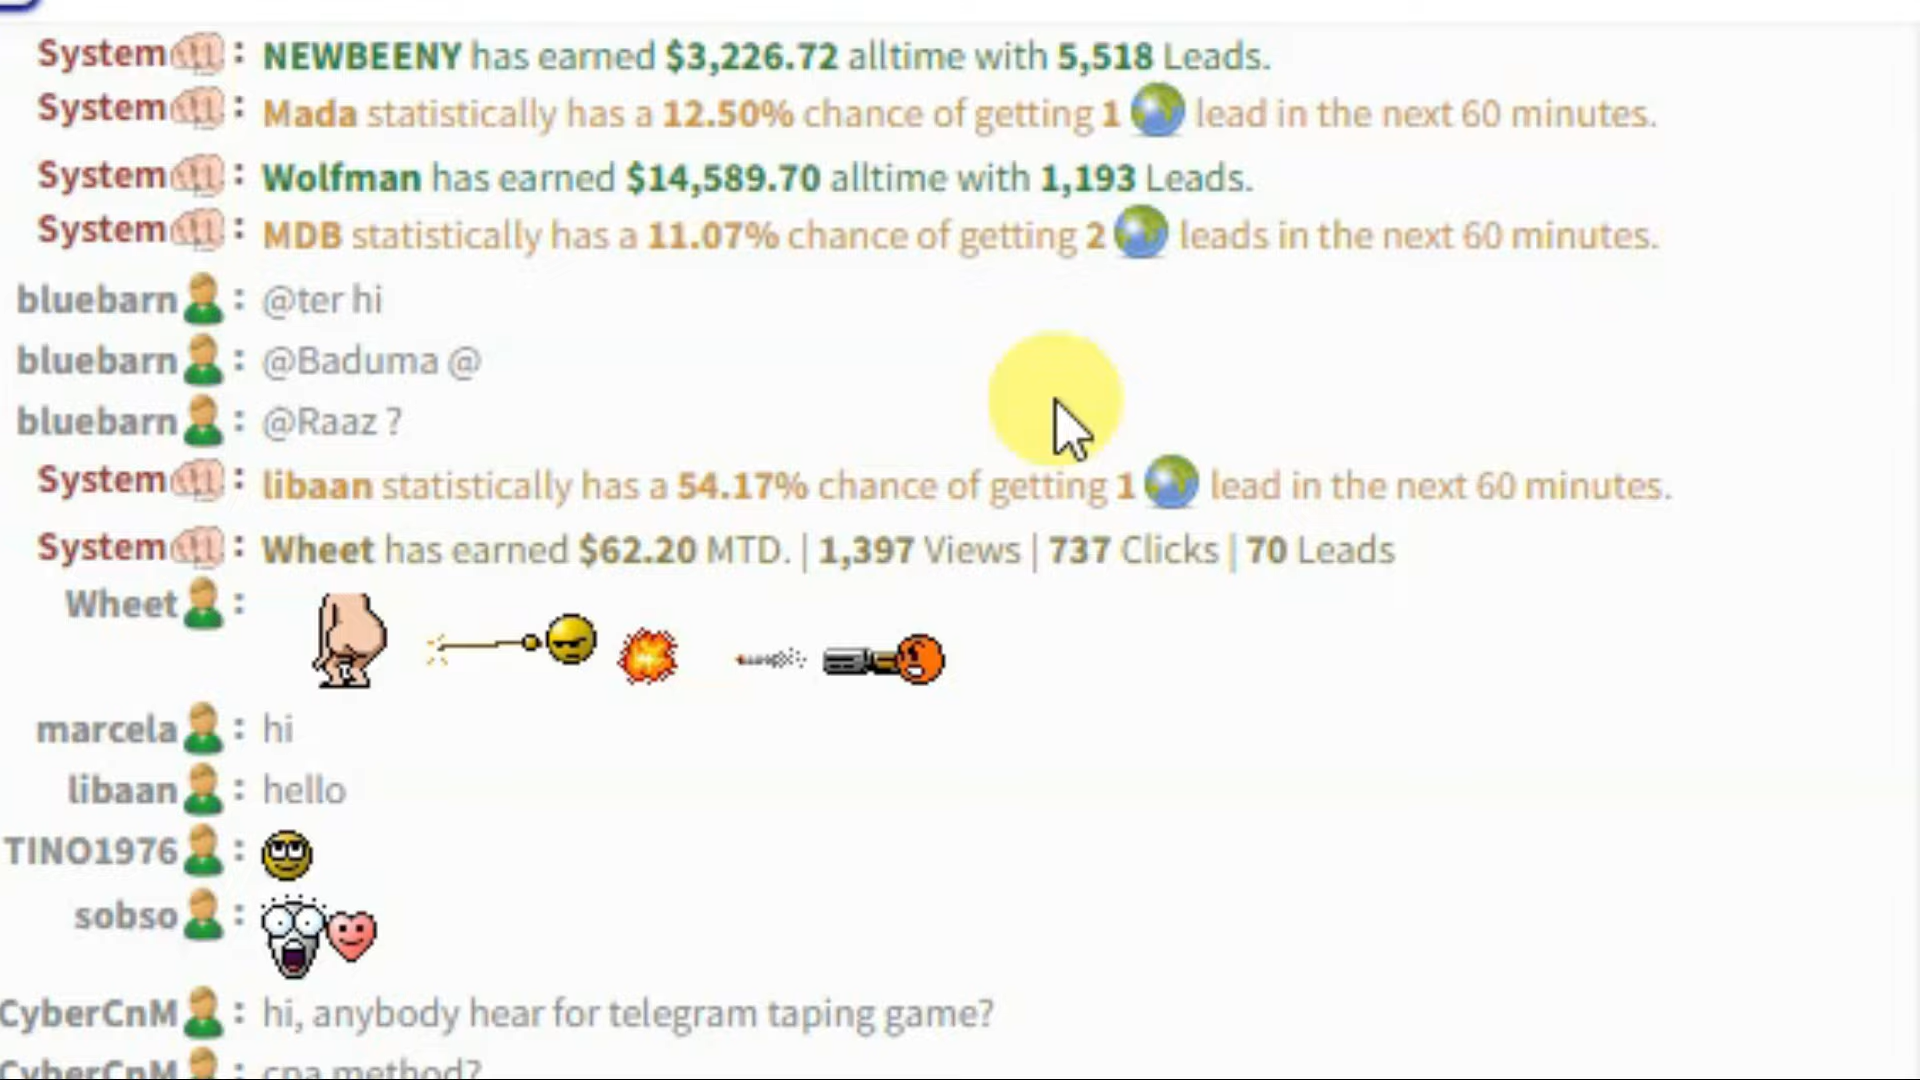 System: NEWBEENY has earned $3,226.72 alltime with 5,518 Leads.
System: Mada statistically has a 12.50% chance of getting 1 lead in the next 60 minutes.
System: Wolfman has earned $14,589.70 alltime with 1,193 Leads.
System: MDB statistically has a 11.07% chance of getting 2 leads in the next 60 minutes.
bluebarn: @ter hi
bluebarn: @Baduma @
bluebarn: @Raaz ?
System: libaan statistically has a 54.17% chance of getting 1 lead in the next 60 minutes.
System: Wheet has earned $62.20 MTD. | 1,397 Views | 737 Clicks | 70 Leads
Wheet:
marcela: hi
libaan: hello
TINO1976:
sobso:
CyberCnM: hi, anybody hear for telegram taping game?
CyberCnM: cpa method?